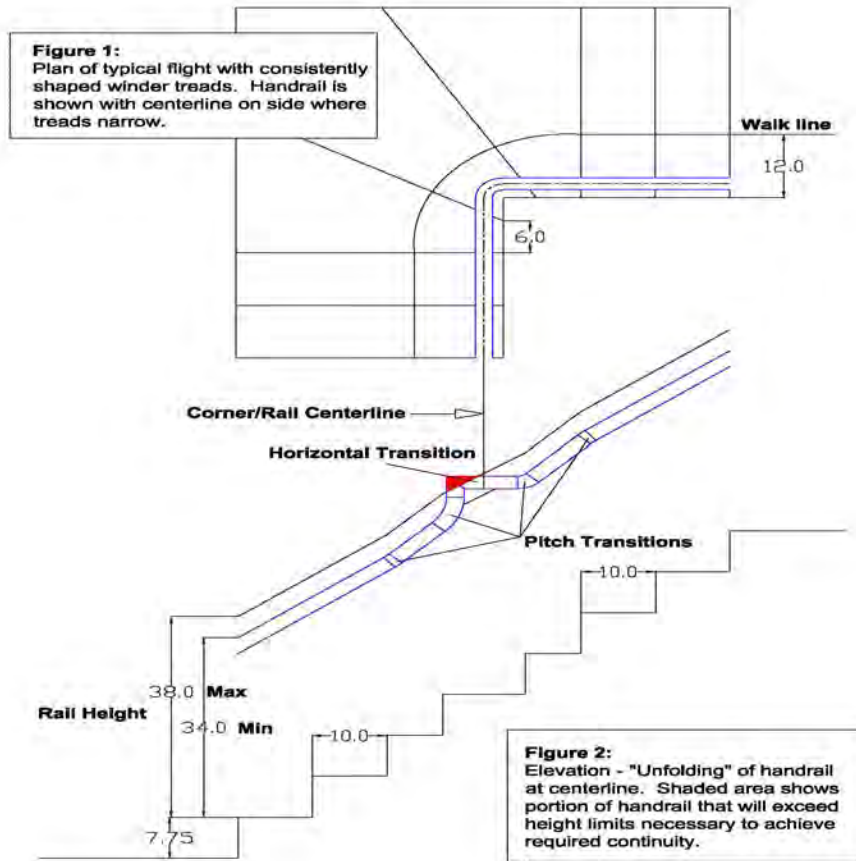 Figure 1:
Plan of typical flight with consistently
shaped winder treads. Handrail is
shown with centerline on side where
treads narrow.
Walk line
12.0
6.0
Corner/Rail Centerline
Horizontal Transition
Pitch Transitions
10.0
38.0 Max
Rail Height
34.0 Min
10.0
7.75
Figure 2:
Elevation - "Unfolding" of handrail
at centerline. Shaded area shows
portion of handrail that will exceed
height limits necessary to achieve
required continuity.